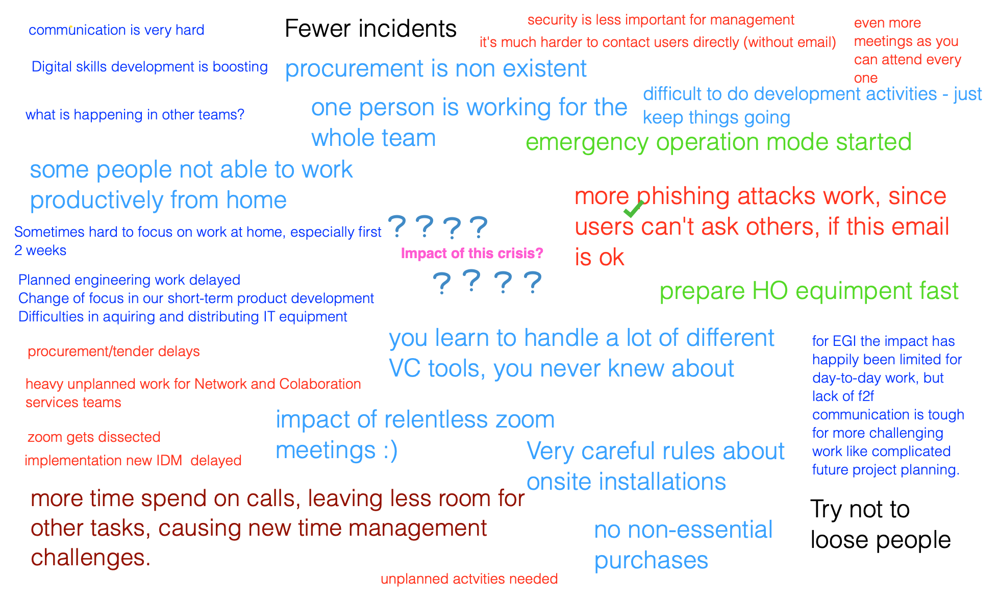 communication is very hard
Fewer incidents
security is less important for management
it's much harder to contact users directly (without email)
even more
meetings as you
can attend every
one
Digital skills development is boosting
procurement is non existent
what is happening in other teams?
one person is working for the
whole team
difficult to do development activities - just
keep things going
emergency operation mode started
some people not able to work
productively from home
more phishing attacks work, since
users can't ask others, if this email
is ok
Sometimes hard to focus on work at home, especially first
2 weeks
? ? ? ?
Impact of this crisis?
? ? ? ?
Planned engineering work delayed
Change of focus in our short-term product development
Difficulties in aquiring and distributing IT equipment
prepare HO equimpent fast
procurement/tender delays
you learn to handle a lot of different
VC tools, you never knew about
for EGI the impact has
happily been limited for
day-to-day work, but
lack of f2f
communication is tough
for more challenging
work like complicated
future project planning.
heavy unplanned work for Network and Colaboration
services teams
zoom gets dissected
impact of relentless zoom
meetings :)
implementation new IDM  delayed
Very careful rules about
onsite installations
more time spend on calls, leaving less room for
other tasks, causing new time management
challenges.
Try not to
loose people
no non-essential
purchases
unplanned actvities needed